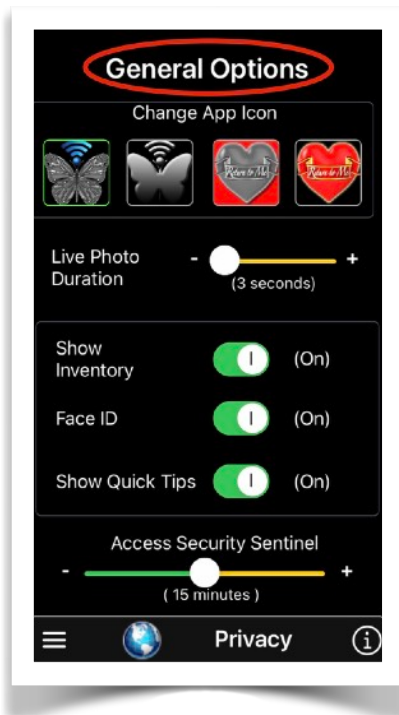 General Options
Change App Icon
Return to Me
Return to Me
Live Photo - +
Duration
(3 seconds)
Show
Inventory
I (On)
Face ID
I (On)
Show Quick Tips
I (On)
Access Security Sentinel
- +
( 15 minutes )
Privacy
i